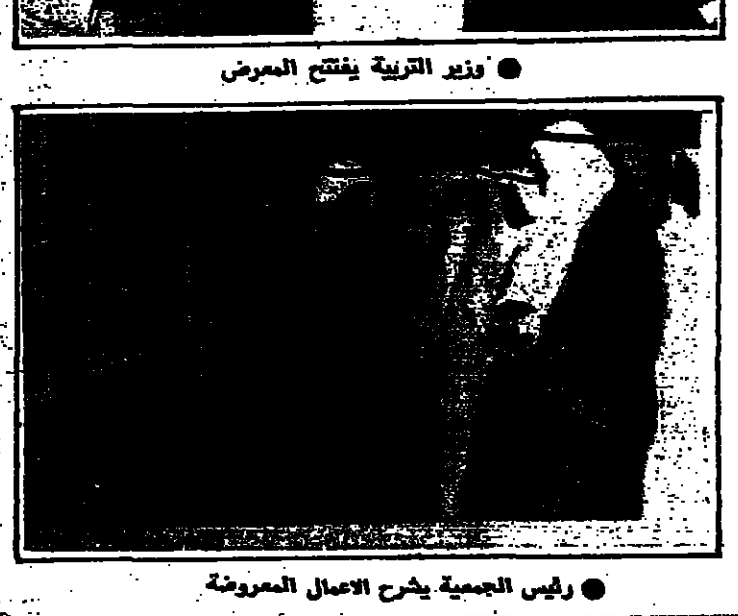 ● وزير التربية يفتتح المعرض
● رئيس الجمعية يشرح الاعمال المعروضة